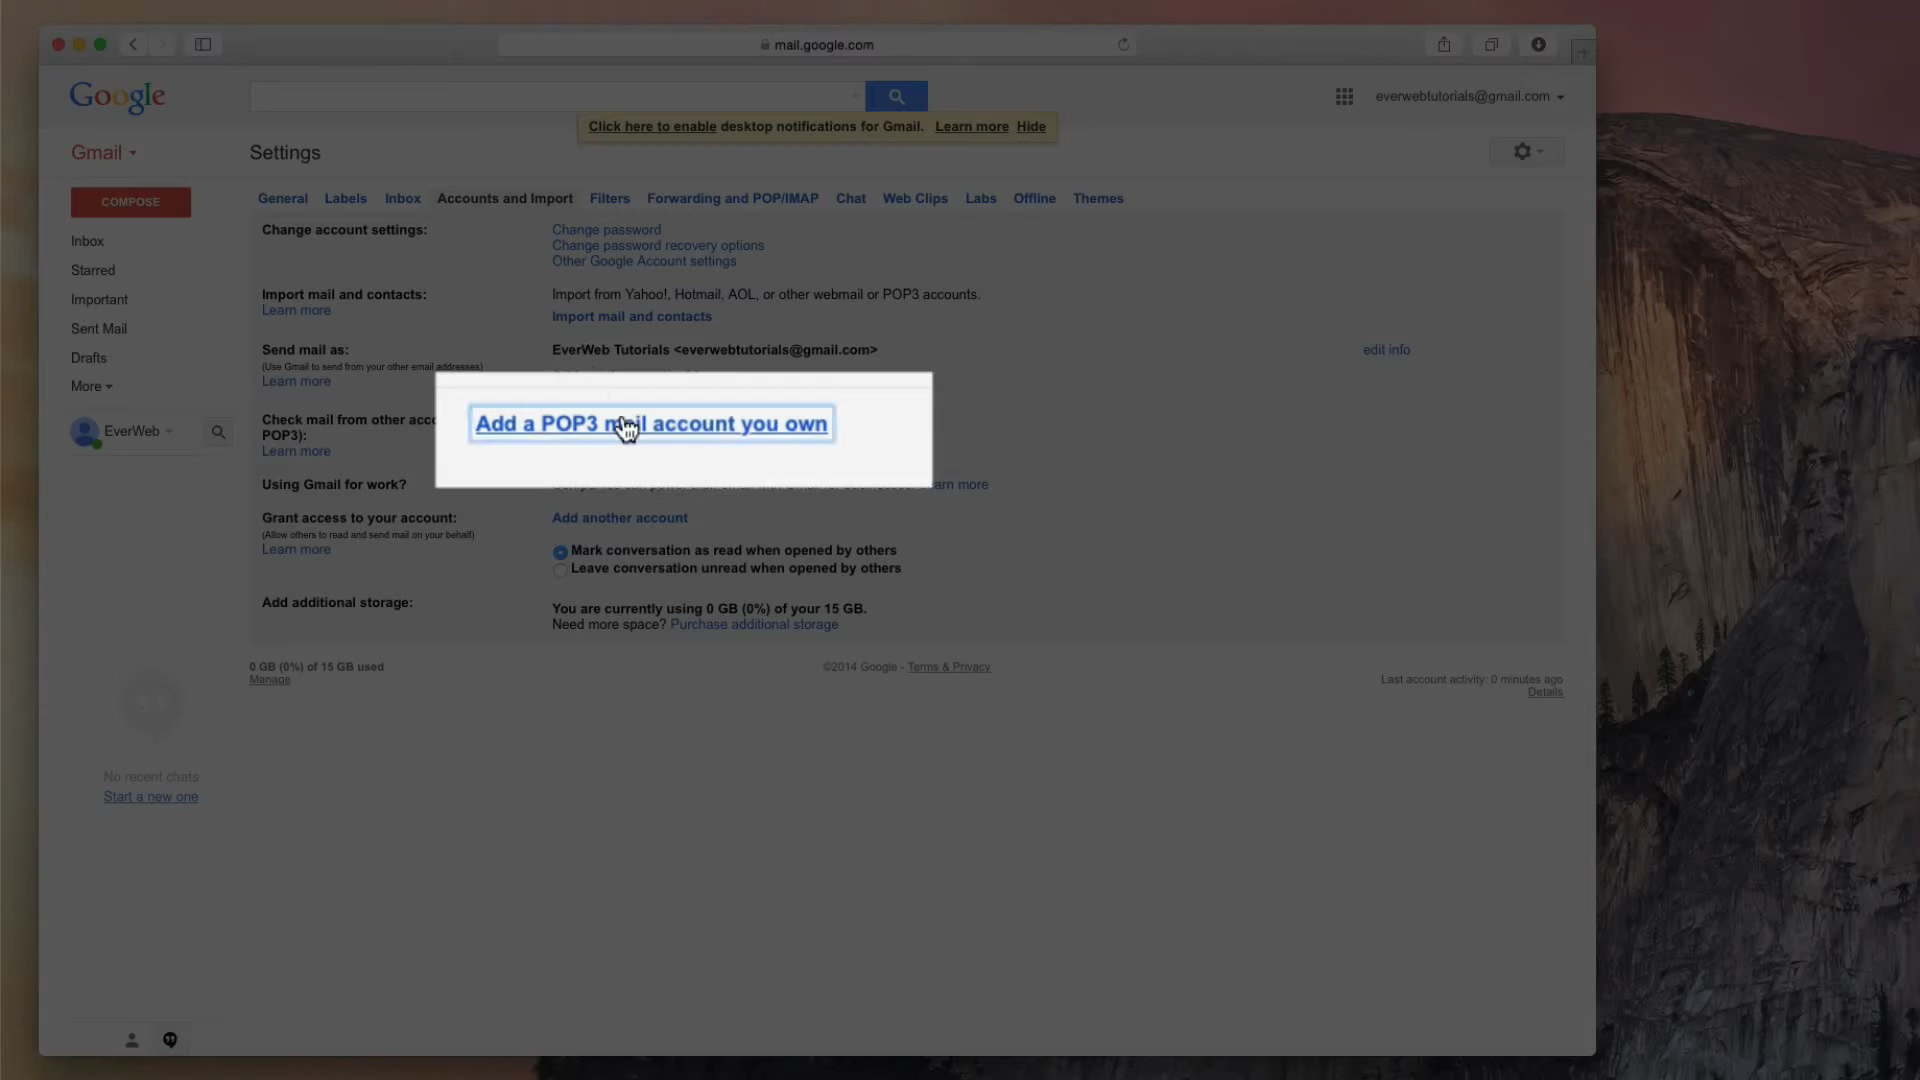 mail.google.com
Google
everwebtutorials@gmail.com
Click here to enable desktop notifications for Gmail. Learn more Hide
Gmail
Settings
COMPOSE
General Labels Inbox Accounts and Import Filters Forwarding and POP/IMAP Chat Web Clips Labs Offline Themes
Change account settings:
Change password
Change password recovery options
Other Google Account settings
Inbox
Starred
Important
Sent Mail
Drafts
More
EverWeb
Import mail and contacts:
Learn more
Import from Yahoo!, Hotmail, AOL, or other webmail or POP3 accounts.
Import mail and contacts
Send mail as:
(Use Gmail to send from your other email addresses)
Learn more
EverWeb Tutorials <everwebtutorials@gmail.com>
edit info
Check mail from other acco
POP3):
Learn more
Add a POP3 mail account you own
Using Gmail for work?
arn more
Grant access to your account:
(Allow others to read and send mail on your behalf)
Learn more
Add another account
Mark conversation as read when opened by others
Leave conversation unread when opened by others
Add additional storage:
You are currently using 0 GB (0%) of your 15 GB.
Need more space? Purchase additional storage
0 GB (0%) of 15 GB used
Manage
©2014 Google - Terms & Privacy
Last account activity: 0 minutes ago
Details
No recent chats
Start a new one